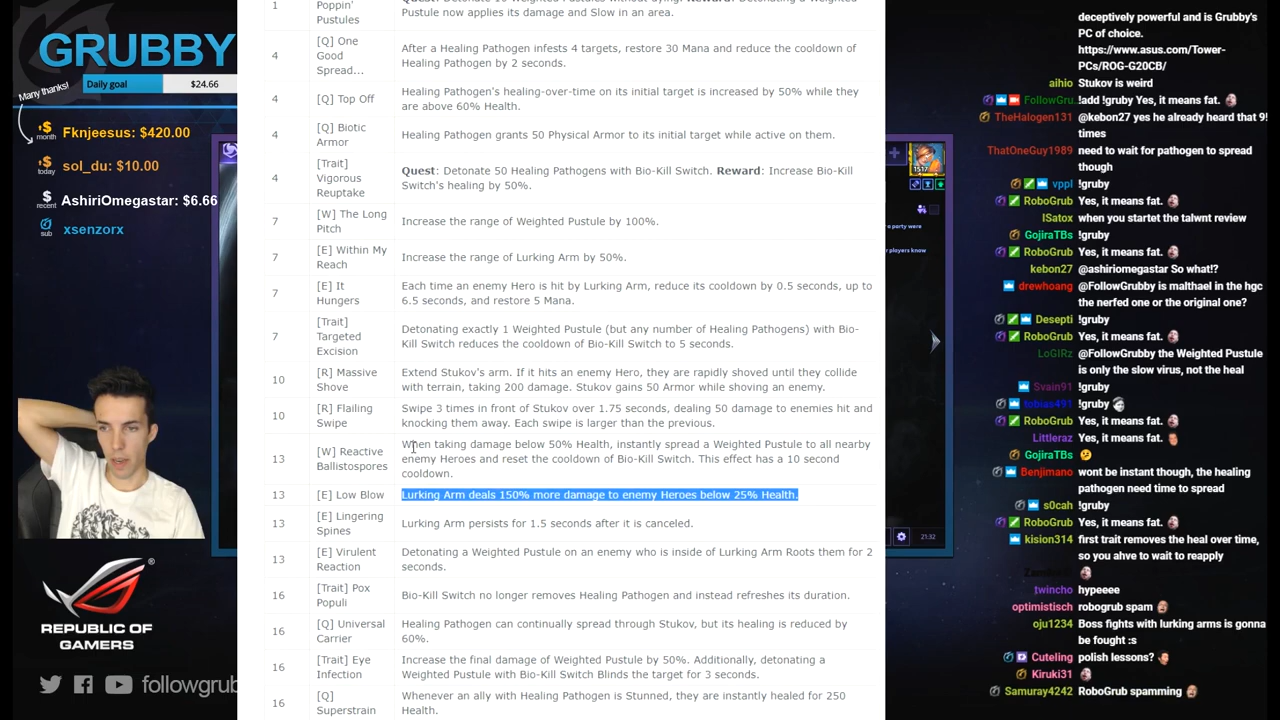 GRUBBY
Daily goal
$24.66
Many thanks!
$ month
Fknjeesus: $420.00
$ today
sol_du: $10.00
$ recent
AshiriOmegastar: $6.66
sub
xsenzorx
REPUBLIC OF
GAMERS
followgrub
1
Poppin'
Pustules
Pustule now applies its damage and Slow in an area.
4
[Q] One
Good
Spread...
After a Healing Pathogen infests 4 targets, restore 30 Mana and reduce the cooldown of
Healing Pathogen by 2 seconds.
4
[Q] Top Off
Healing Pathogen's healing-over-time on its initial target is increased by 50% while they
are above 60% Health.
4
[Q] Biotic
Armor
Healing Pathogen grants 50 Physical Armor to its initial target while active on them.
4
[Trait]
Vigorous
Reuptake
Quest: Detonate 50 Healing Pathogens with Bio-Kill Switch. Reward: Increase Bio-Kill
Switch's healing by 50%.
7
[W] The Long
Pitch
Increase the range of Weighted Pustule by 100%.
7
[E] Within My
Reach
Increase the range of Lurking Arm by 50%.
7
[E] It
Hungers
Each time an enemy Hero is hit by Lurking Arm, reduce its cooldown by 0.5 seconds, up to
6.5 seconds, and restore 5 Mana.
7
[Trait]
Targeted
Excision
Detonating exactly 1 Weighted Pustule (but any number of Healing Pathogens) with Bio-
Kill Switch reduces the cooldown of Bio-Kill Switch to 5 seconds.
10
[R] Massive
Shove
Extend Stukov's arm. If it hits an enemy Hero, they are rapidly shoved until they collide
with terrain, taking 200 damage. Stukov gains 50 Armor while shoving an enemy.
10
[R] Flailing
Swipe
Swipe 3 times in front of Stukov over 1.75 seconds, dealing 50 damage to enemies hit and
knocking them away. Each swipe is larger than the previous.
13
[W] Reactive
Ballistospores
When taking damage below 50% Health, instantly spread a Weighted Pustule to all nearby
enemy Heroes and reset the cooldown of Bio-Kill Switch. This effect has a 10 second
cooldown.
13
[E] Low Blow
Lurking Arm deals 150% more damage to enemy Heroes below 25% Health.
13
[E] Lingering
Spines
Lurking Arm persists for 1.5 seconds after it is canceled.
13
[E] Virulent
Reaction
Detonating a Weighted Pustule on an enemy who is inside of Lurking Arm Roots them for 2
seconds.
16
[Trait] Pox
Populi
Bio-Kill Switch no longer removes Healing Pathogen and instead refreshes its duration.
16
[Q] Universal
Carrier
Healing Pathogen can continually spread through Stukov, but its healing is reduced by
60%.
16
[Trait] Eye
Infection
Increase the final damage of Weighted Pustule by 50%. Additionally, detonating a
Weighted Pustule with Bio-Kill Switch Blinds the target for 3 seconds.
16
[Q]
Superstrain
Whenever an ally with Healing Pathogen is Stunned, they are instantly healed for 250
Health.
1517
a party were
players know
21:32
deceptively powerful and is Grubby's
PC of choice.
https://www.asus.com/Tower-
PCs/ROG-G20CB/
aihio Stukov is weird
FollowGru. !add !gruby Yes, it means fat.
TheHalogen131 @kebon27 yes he already heard that 9!
times
ThatOneGuy1989 need to wait for pathogen to spread
though
vppl !gruby
RoboGrub Yes, it means fat.
ISatox when you startet the talwnt review
GojiraTBs !gruby
RoboGrub Yes, it means fat.
kebon27 @ashiriomegastar So what!?
drewhoang @FollowGrubby is malthael in the hgc
the nerfed one or the original one?
Desepti !gruby
RoboGrub Yes, it means fat.
LoGIRz @FollowGrubby the Weighted Pustule
is only the slow virus, not the heal
Svain91 !gruby
tobias491 !gruby
RoboGrub Yes, it means fat.
Littleraz Yes, it means fat.
GojiraTBs
Benjimano wont be instant though, the healing
pathogen need time to spread
s0cah !gruby
RoboGrub Yes, it means fat.
kision314 first trait removes the heal over time,
so you ahve to wait to reapply
twincho hypeeee
optimistisch robogrub spam
oju1234 Boss fights with lurking arms is gonna
be fought :s
Cuteling polish lessons?
Kiruki31
Samuray4242 RoboGrub spamming